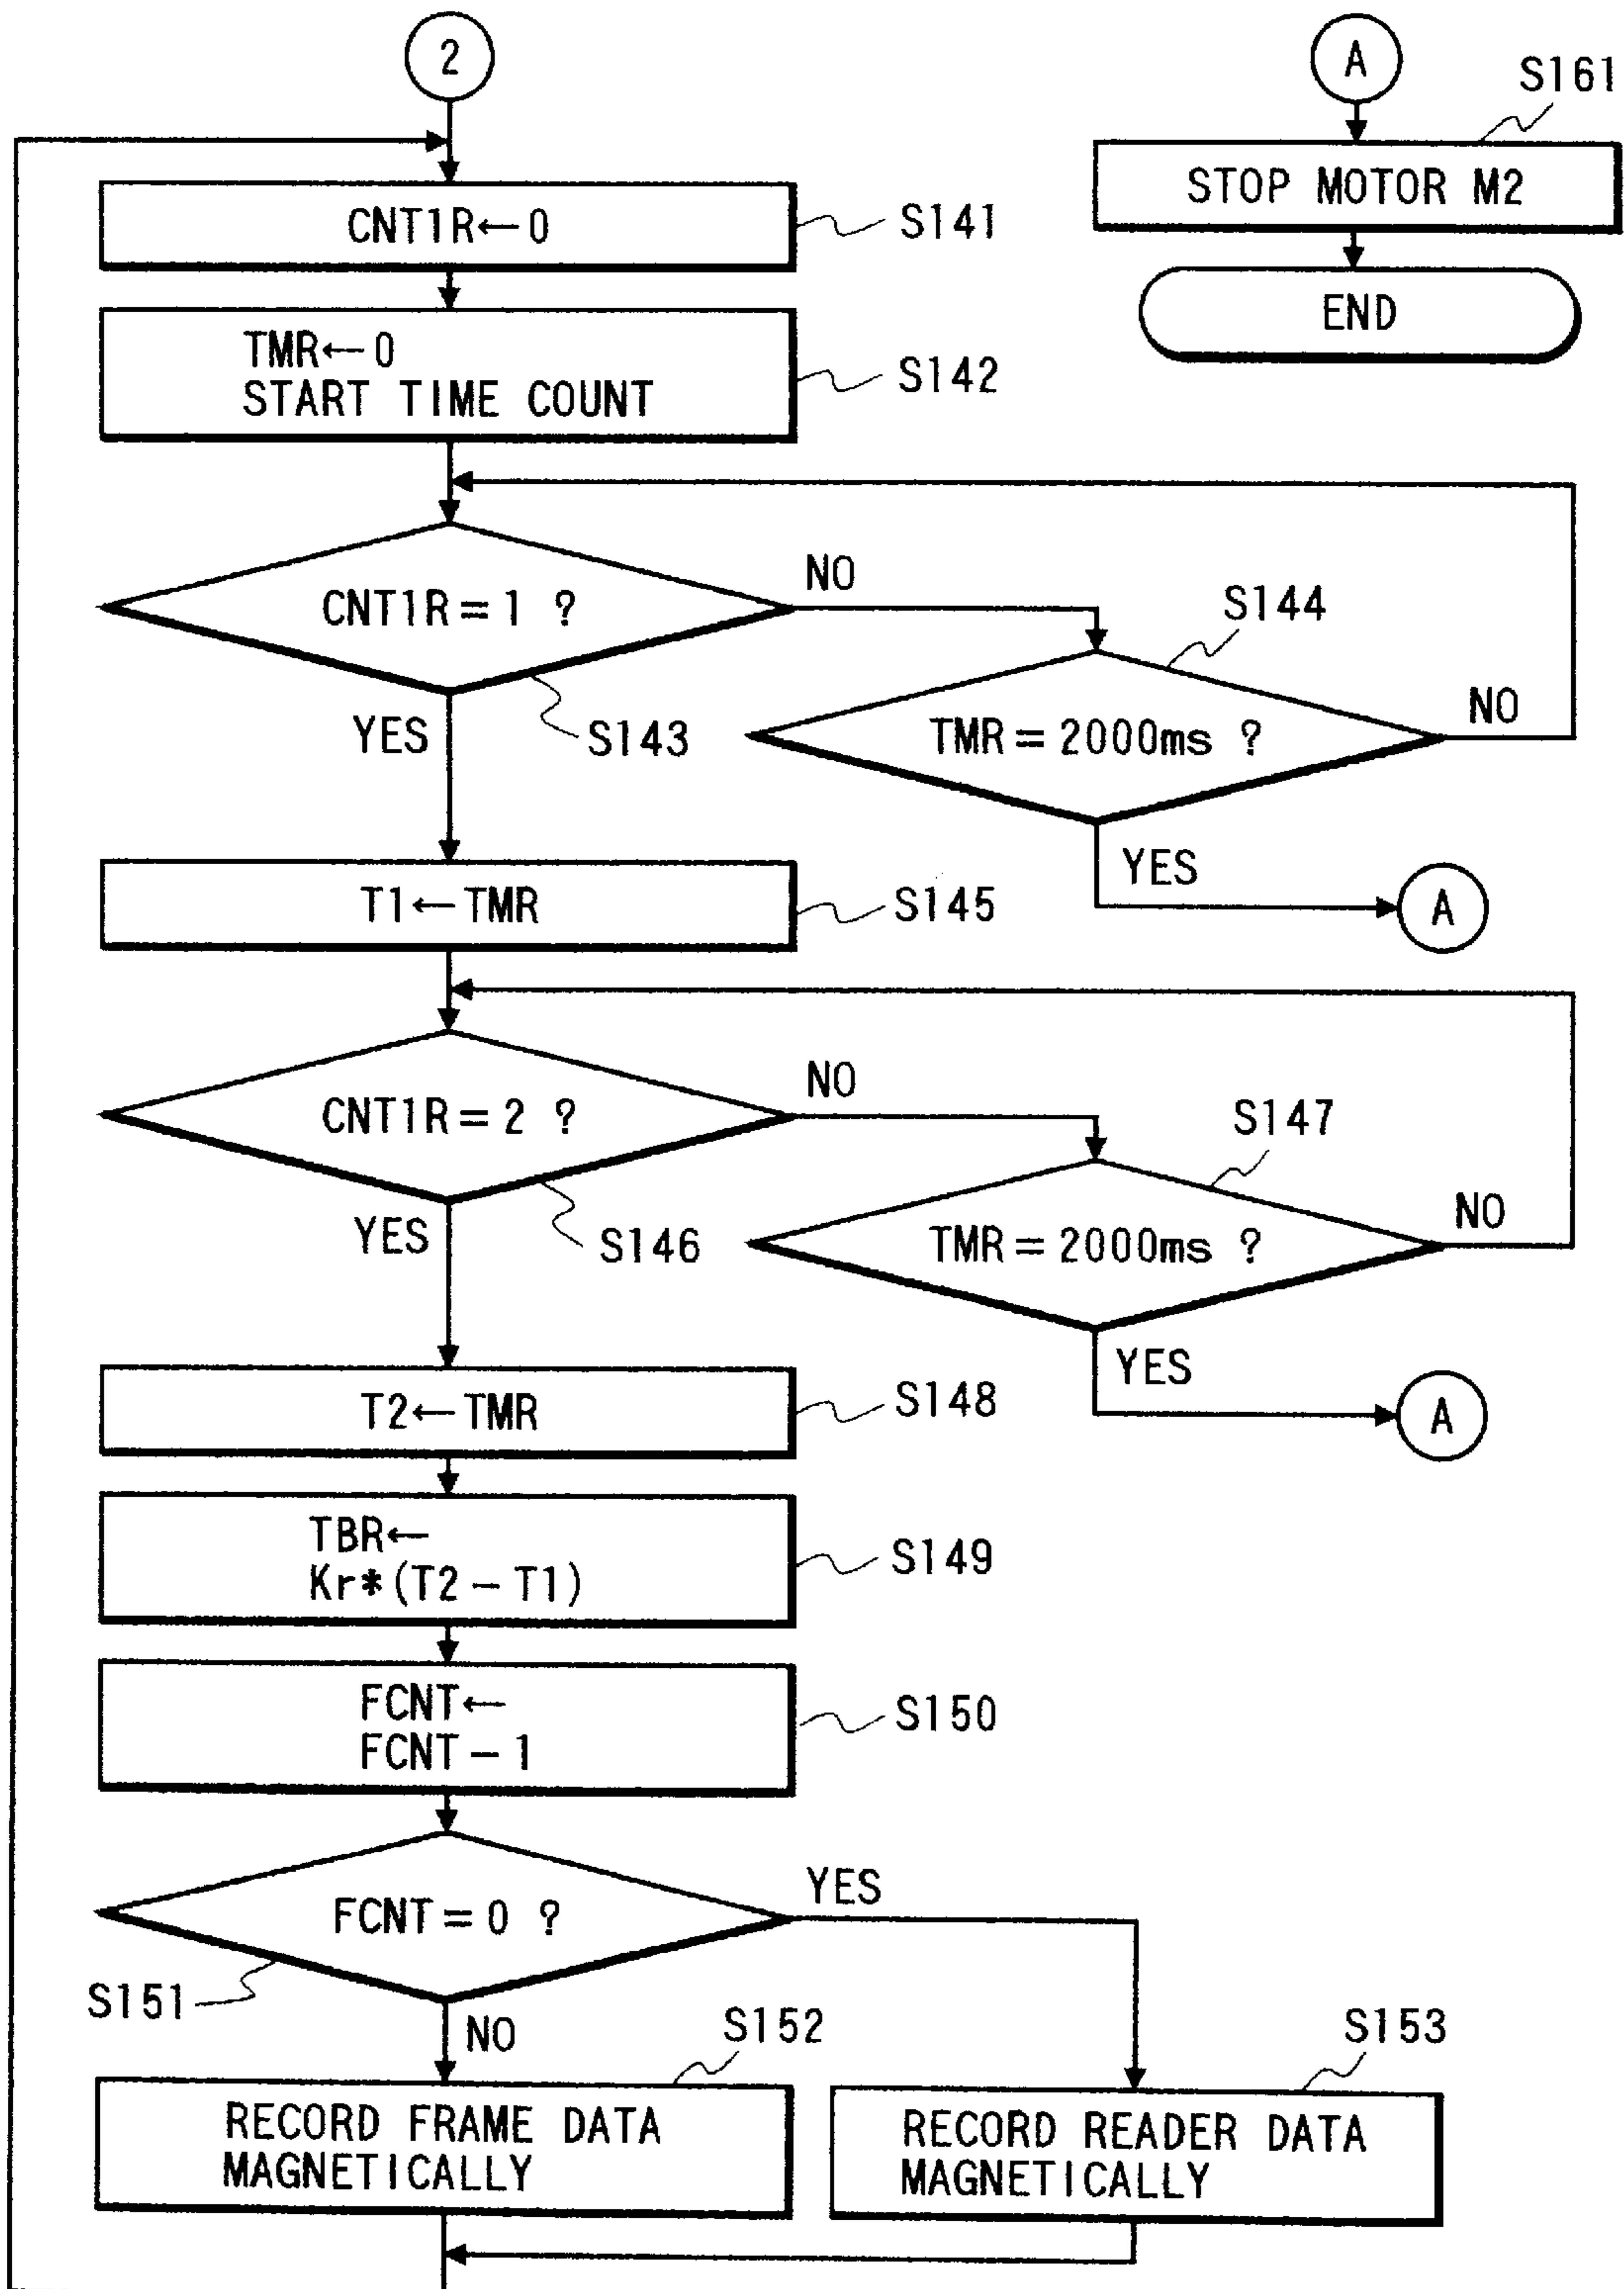 2
A
S161
STOP MOTOR M2
END
CNT1R←0
S141
TMR←0
START TIME COUNT
S142
CNT1R=1 ?
NO
S143
YES
S144
TMR=2000ms ?
NO
YES
A
T1←TMR
S145
CNT1R=2 ?
NO
S146
YES
S147
TMR=2000ms ?
NO
YES
A
T2←TMR
S148
TBR←
Kr*(T2-T1)
S149
FCNT←
FCNT-1
S150
FCNT=0 ?
YES
S151
NO
S152
S153
RECORD FRAME DATA
MAGNETICALLY
RECORD READER DATA
MAGNETICALLY